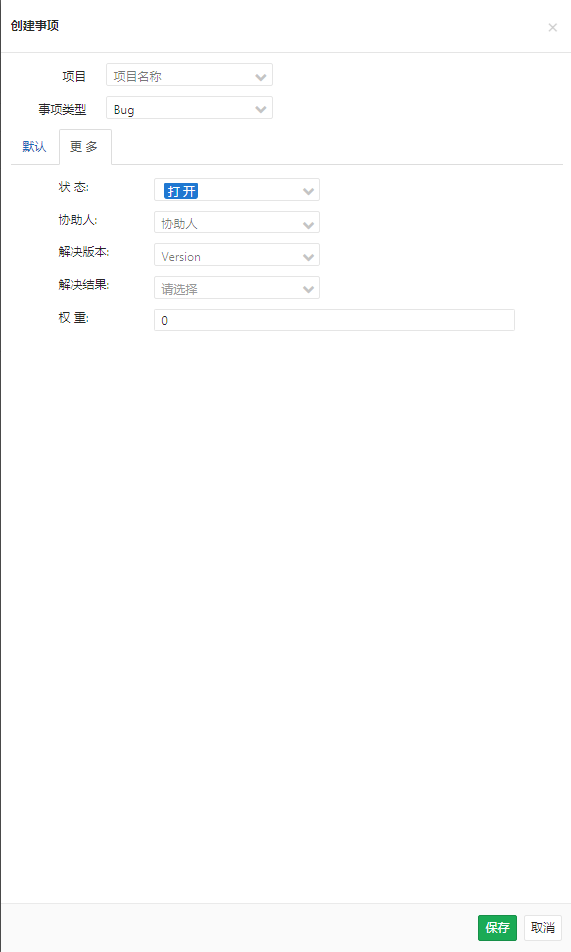 创建事项
×
项目 项目名称
事项类型 Bug
默认 更 多
状 态: 打 开
协助人: 协助人
解决版本: Version
解决结果: 请选择
权 重: 0
保存 取消